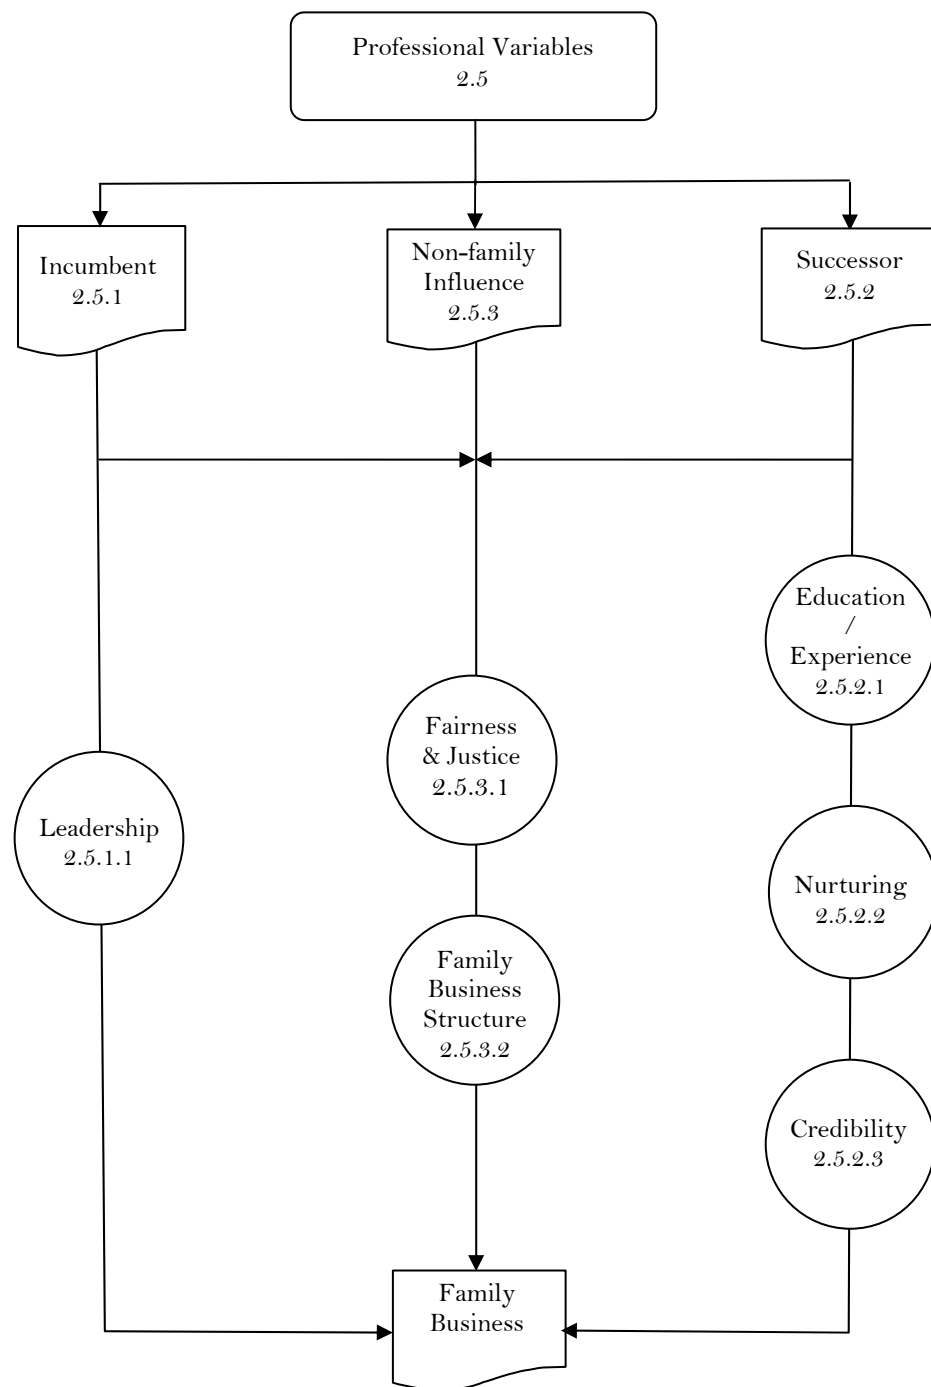 Professional Variables
2.5
Incumbent
2.5.1
Non-family
Influence
2.5.3
Successor
2.5.2
Education
/
Experience
2.5.2.1
Fairness
& Justice
2.5.3.1
Leadership
2.5.1.1
Nurturing
2.5.2.2
Family
Business
Structure
2.5.3.2
Credibility
2.5.2.3
Family
Business